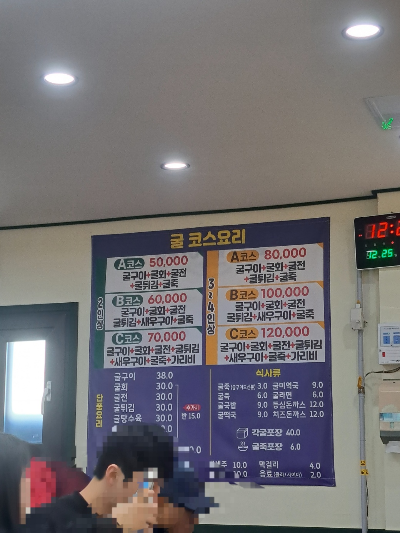 굴 코스요리
A코스 50,000
굴구이+굴회+굴전
+굴튀김+굴죽
B코스 60,000
굴구이+굴회+굴전
굴튀김+새우구이+굴죽
C코스 70,000
굴구이+굴회+굴전+굴튀김
+새우구이+굴죽+가리비
3~4인상
A코스 80,000
굴구이+굴회+굴전
+굴튀김+굴죽
B코스 100,000
굴구이+굴회+굴전
굴튀김+새우구이+굴죽
C코스 120,000
굴구이+굴회+굴전+굴튀김
+새우구이+굴죽+가리비
굴구이 38.0
굴회 30.0
굴전 30.0
굴튀김 30.0
굴탕수육 30.0
15.0
식사류
굴죽 3.0 굴미역국 9.0
굴죽 6.0 굴라면 6.0
굴국밥 9.0 등심돈까스 12.0
굴떡국 9.0 치즈돈까스 12.0
각굴포장 40.0
굴죽포장 6.0
10.0 막걸리 4.0
음료 2.0